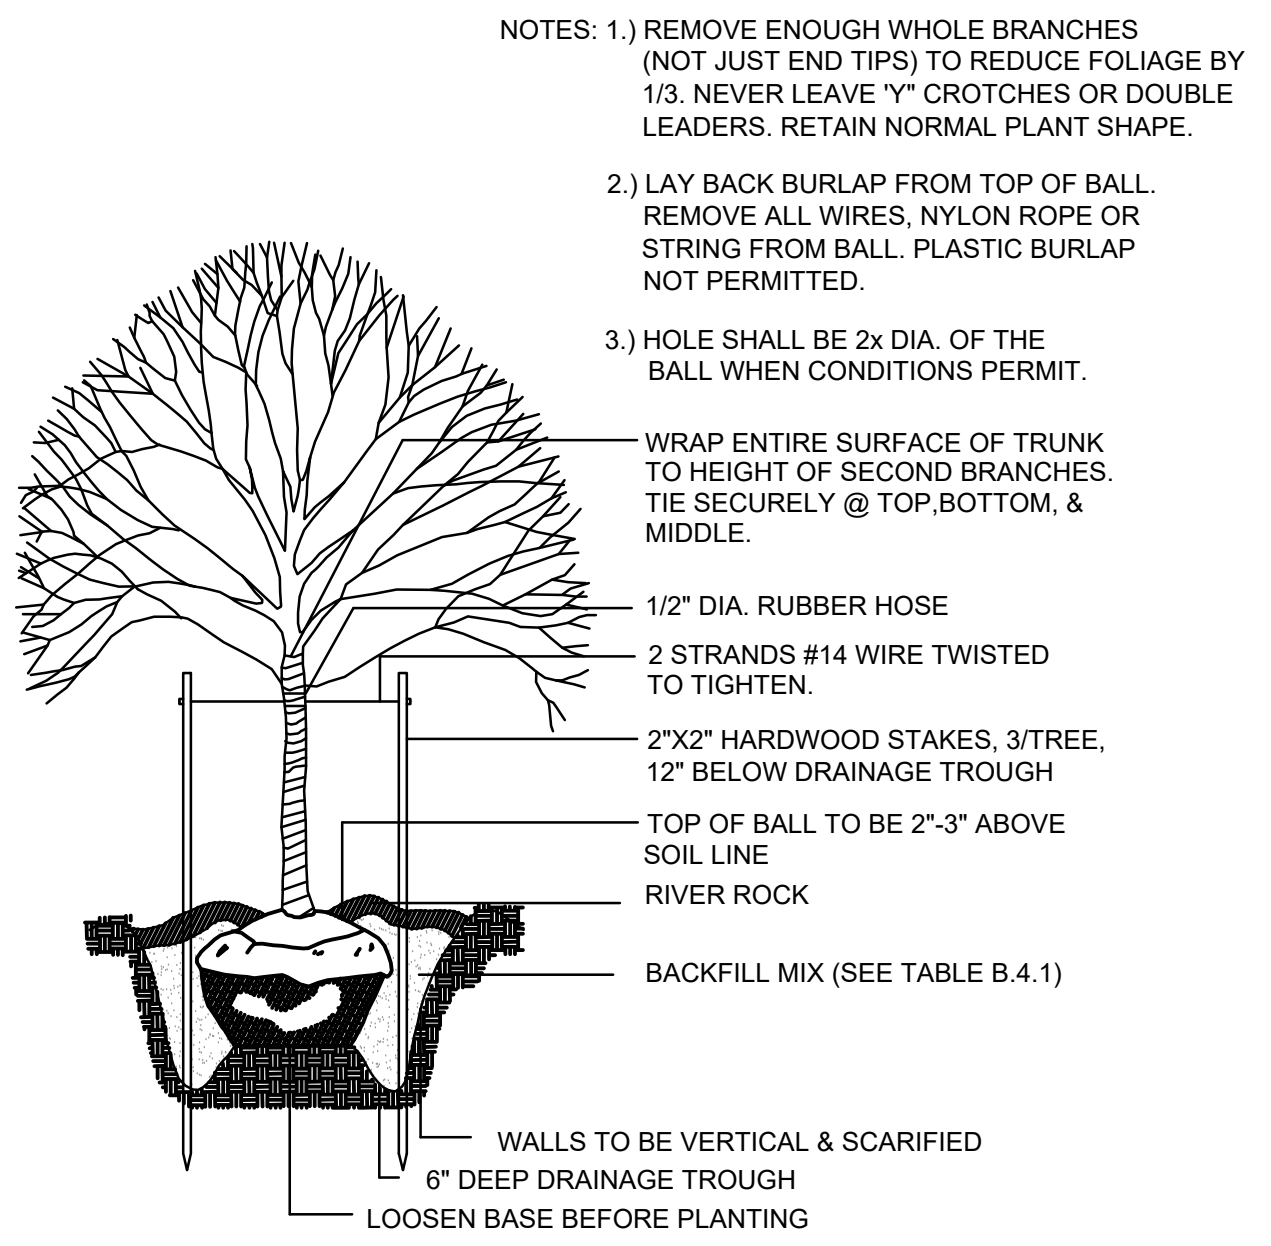 NOTES: 1.) REMOVE ENOUGH WHOLE BRANCHES
(NOT JUST END TIPS) TO REDUCE FOLIAGE BY
1/3. NEVER LEAVE 'Y" CROTCHES OR DOUBLE
LEADERS. RETAIN NORMAL PLANT SHAPE.
2.) LAY BACK BURLAP FROM TOP OF BALL.
REMOVE ALL WIRES, NYLON ROPE OR
STRING FROM BALL. PLASTIC BURLAP
NOT PERMITTED.
3.) HOLE SHALL BE 2x DIA. OF THE
BALL WHEN CONDITIONS PERMIT.
WRAP ENTIRE SURFACE OF TRUNK
TO HEIGHT OF SECOND BRANCHES.
TIE SECURELY @ TOP,BOTTOM, &
MIDDLE.
1/2" DIA. RUBBER HOSE
2 STRANDS #14 WIRE TWISTED
TO TIGHTEN.
2"X2" HARDWOOD STAKES, 3/TREE,
12" BELOW DRAINAGE TROUGH
TOP OF BALL TO BE 2"-3" ABOVE
SOIL LINE
RIVER ROCK
BACKFILL MIX (SEE TABLE B.4.1)
WALLS TO BE VERTICAL & SCARIFIED
6" DEEP DRAINAGE TROUGH
LOOSEN BASE BEFORE PLANTING